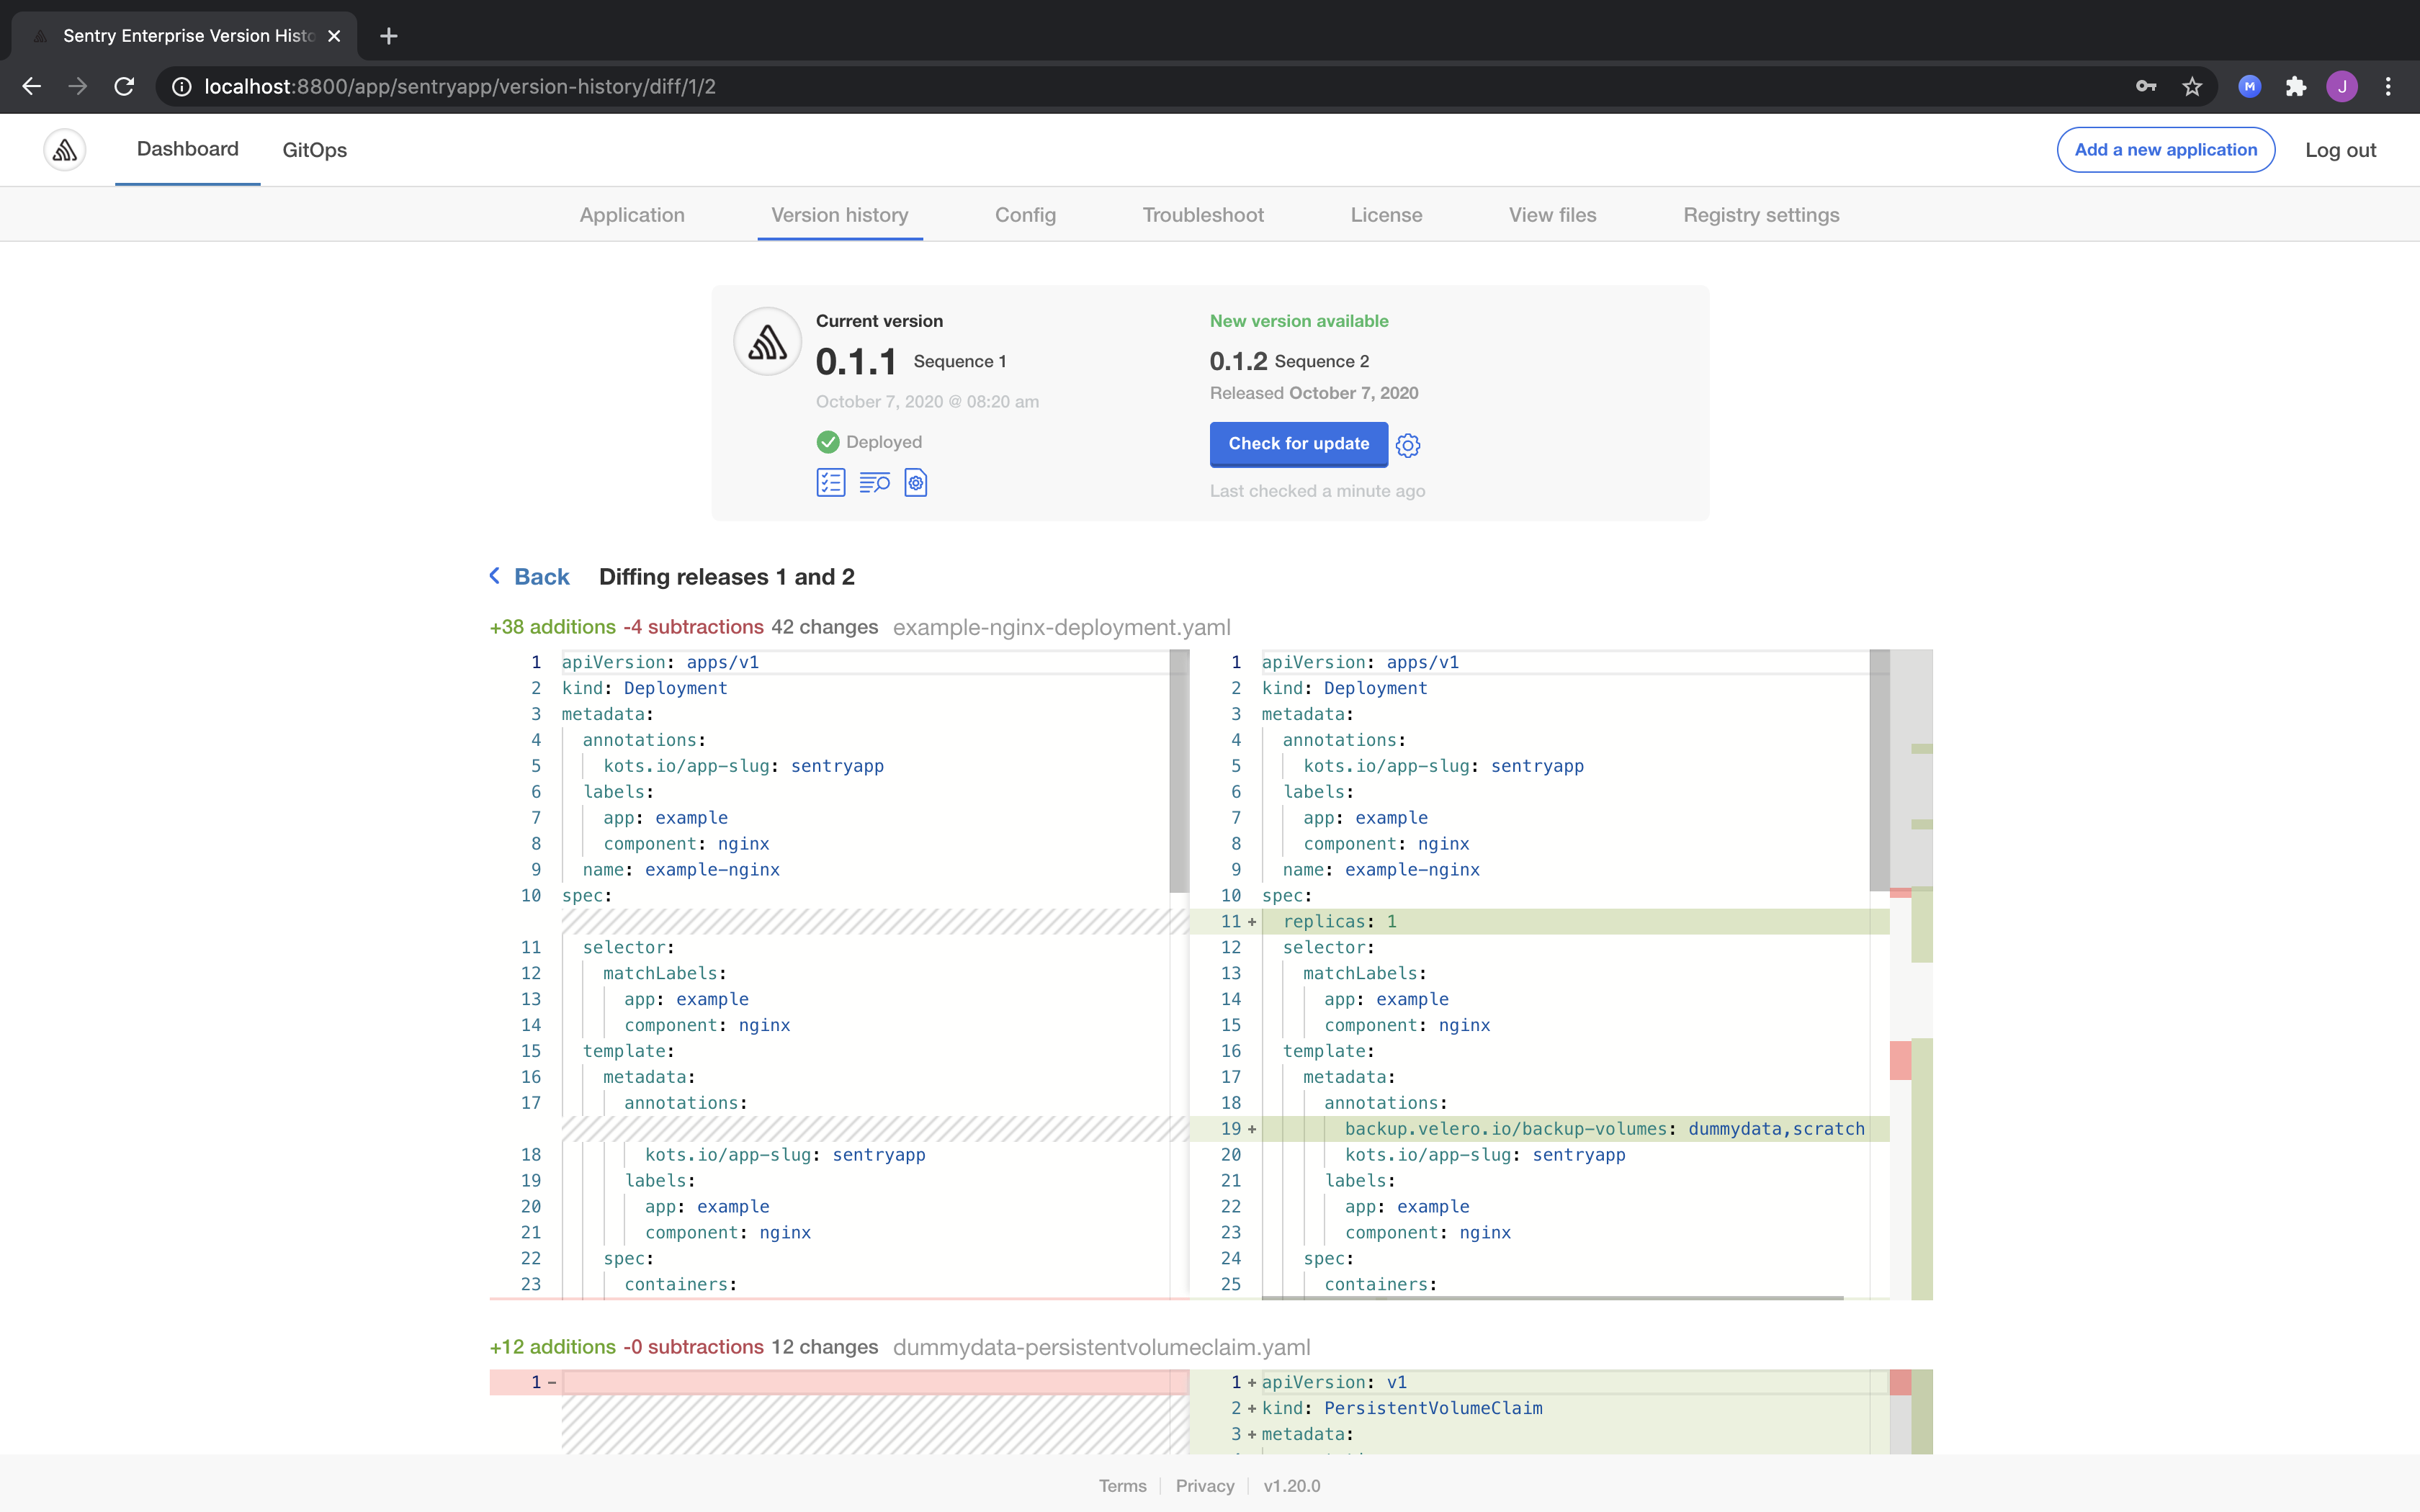 Sentry Enterprise Version Histo
localhost:8800/app/sentryapp/version-history/diff/1/2
M
J
Dashboard
GitOps
Add a new application
Log out
Application
Version history
Config
Troubleshoot
License
View files
Registry settings
Current version
0.1.1 Sequence 1
October 7, 2020 @ 08:20 am
Deployed
New version available
0.1.2 Sequence 2
Released October 7, 2020
Check for update
Last checked a minute ago
Back
Diffing releases 1 and 2
+38 additions -4 subtractions 42 changes example-nginx-deployment.yaml
1 apiVersion: apps/v1
2 kind: Deployment
3 metadata:
4 annotations:
5 kots.io/app-slug: sentryapp
6 labels:
7 app: example
8 component: nginx
9 name: example-nginx
10 spec:
11 selector:
12 matchLabels:
13 app: example
14 component: nginx
15 template:
16 metadata:
17 annotations:
18 kots.io/app-slug: sentryapp
19 labels:
20 app: example
21 component: nginx
22 spec:
23 containers:
1 apiVersion: apps/v1
2 kind: Deployment
3 metadata:
4 annotations:
5 kots.io/app-slug: sentryapp
6 labels:
7 app: example
8 component: nginx
9 name: example-nginx
10 spec:
11 + replicas: 1
12 selector:
13 matchLabels:
14 app: example
15 component: nginx
16 template:
17 metadata:
18 annotations:
19 + backup.velero.io/backup-volumes: dummydata,scratch
20 kots.io/app-slug: sentryapp
21 labels:
22 app: example
23 component: nginx
24 spec:
25 containers:
+12 additions -0 subtractions 12 changes dummydata-persistentvolumeclaim.yaml
1 -
1 + apiVersion: v1
2 + kind: PersistentVolumeClaim
3 + metadata:
Terms
Privacy
v1.20.0